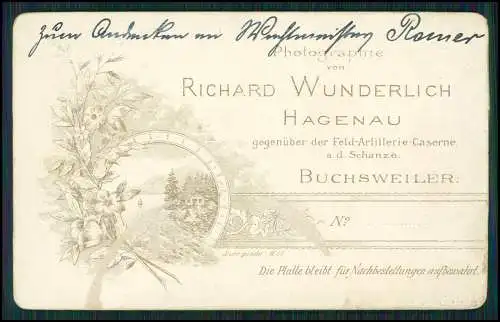 Zum Andecken an Wachtmeister Romer
Photographie
von
RICHARD WUNDERLICH
HAGENAU
gegenüber der Feld-Artillerie-Caserne
a.d. Schanze.
BUCHSWEILER.
No
Die Platte bleibt für Nachbestellungen aufbewahrt.